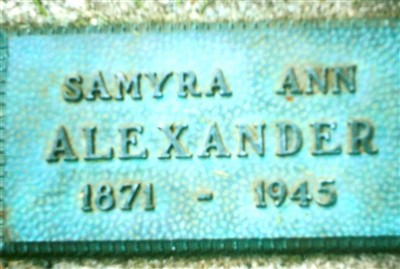 SAMYRA ANN
ALEXANDER
1871 - 1945